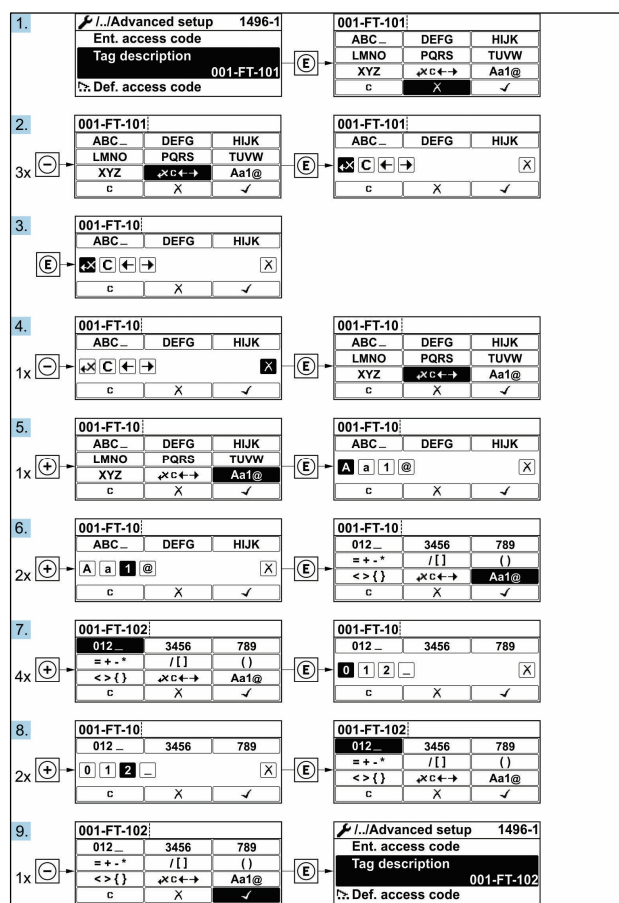 1.
/../Advanced setup 1496-1
Ent. access code
Tag description
001-FT-101
Def. access code
E
001-FT-101
ABC_ DEFG HIJK
LMNO PQRS TUVW
XYZ ↚×C←→ Aa1@
C X ✓
2.
3x −
001-FT-101
ABC_ DEFG HIJK
LMNO PQRS TUVW
XYZ ↚×C←→ Aa1@
C X ✓
E
001-FT-101
ABC_ DEFG HIJK
↚× C ← → X
C X ✓
3.
E
001-FT-10
ABC_ DEFG HIJK
↚× C ← → X
C X ✓
4.
1x −
001-FT-10
ABC_ DEFG HIJK
↚× C ← → X
C X ✓
E
001-FT-10
ABC_ DEFG HIJK
LMNO PQRS TUVW
XYZ ↚×C←→ Aa1@
C X ✓
5.
1x +
001-FT-10
ABC_ DEFG HIJK
LMNO PQRS TUVW
XYZ ↚×C←→ Aa1@
C X ✓
E
001-FT-10
ABC_ DEFG HIJK
A a 1 @ X
C X ✓
6.
2x +
001-FT-10
ABC_ DEFG HIJK
A a 1 @ X
C X ✓
E
001-FT-10
012_ 3456 789
=+-* /[] ()
<>{} ↚×C←→ Aa1@
C X ✓
7.
4x +
001-FT-102
012_ 3456 789
=+-* /[] ()
<>{} ↚×C←→ Aa1@
C X ✓
E
001-FT-10
012_ 3456 789
0 1 2 _ X
C X ✓
8.
2x +
001-FT-10
012_ 3456 789
0 1 2 _ X
C X ✓
E
001-FT-102
012_ 3456 789
=+-* /[] ()
<>{} ↚×C←→ Aa1@
C X ✓
9.
1x −
001-FT-102
012_ 3456 789
=+-* /[] ()
<>{} ↚×C←→ Aa1@
C X ✓
E
/../Advanced setup 1496-1
Ent. access code
Tag description
001-FT-102
Def. access code